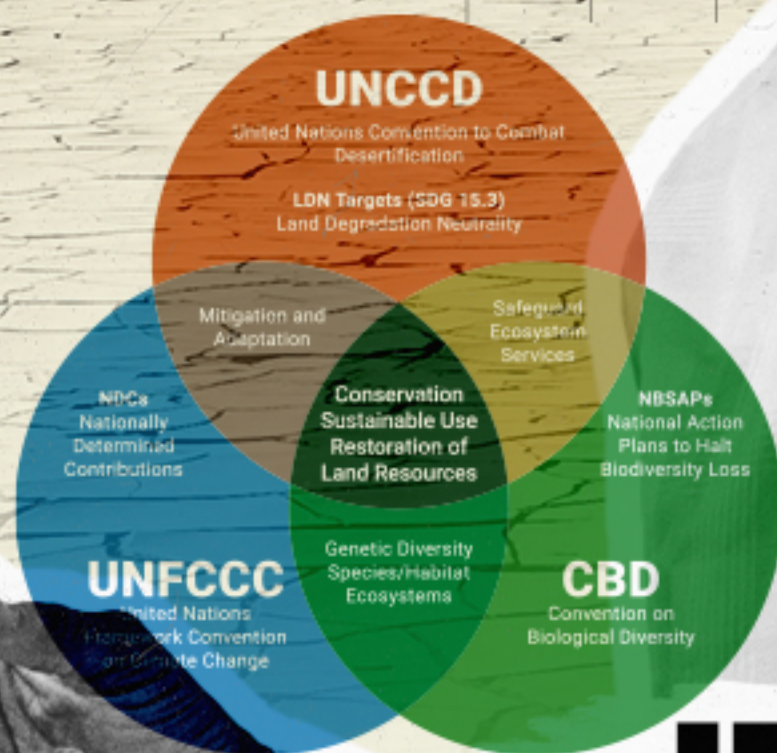 UNCCD
United Nations Convention to Combat
Desertification
LDN Targets (SDG 15.3)
Land Degradation Neutrality
Mitigation and
Adaptation
Safeguard
Ecosystem
Services
NDCs
Nationally
Determined
Contributions
Conservation
Sustainable Use
Restoration of
Land Resources
NBSAPs
National Action
Plans to Halt
Biodiversity Loss
Genetic Diversity
Species/Habitat
Ecosystems
UNFCCC
United Nations
Framework Convention
on Climate Change
CBD
Convention on
Biological Diversity